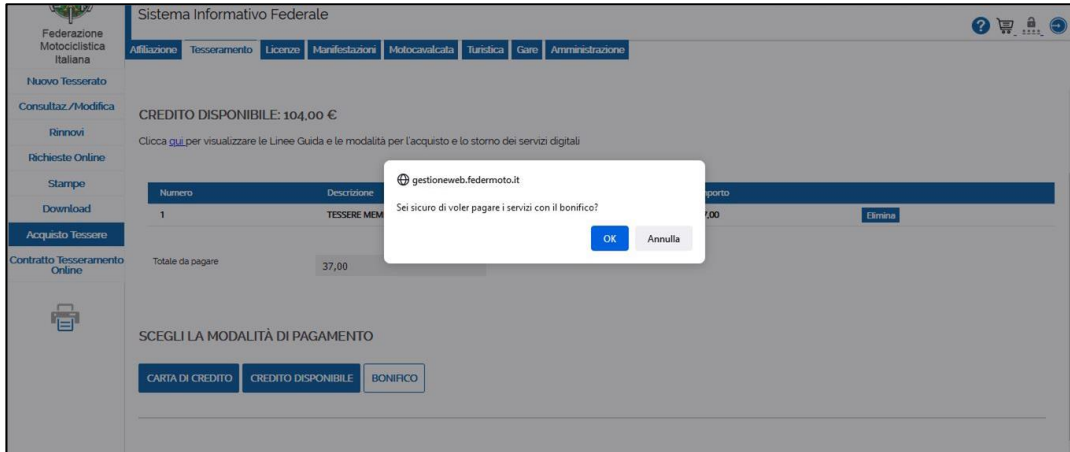 Sistema Informativo Federale
Federazione
Motociclistica
Italiana
Affiliazione Tesseramento Licenze Manifestazioni Motocavalcata Turistica Gare Amministrazione
Nuovo Tesserato
Consultaz./Modifica
Rinnovi
Richieste Online
Stampe
Download
Acquisto Tessere
Contratto Tesseramento
Online
CREDITO DISPONIBILE: 104,00 €
Clicca qui per visualizzare le Linee Guida e le modalità per l'acquisto e lo storno dei servizi digitali
gestioneweb.federmoto.it
Sei sicuro di voler pagare i servizi con il bonifico?
OK Annulla
Numero Descrizione
1 TESSERE Elimina
Totale da pagare 37,00
SCEGLI LA MODALITÀ DI PAGAMENTO
CARTA DI CREDITO CREDITO DISPONIBILE BONIFICO